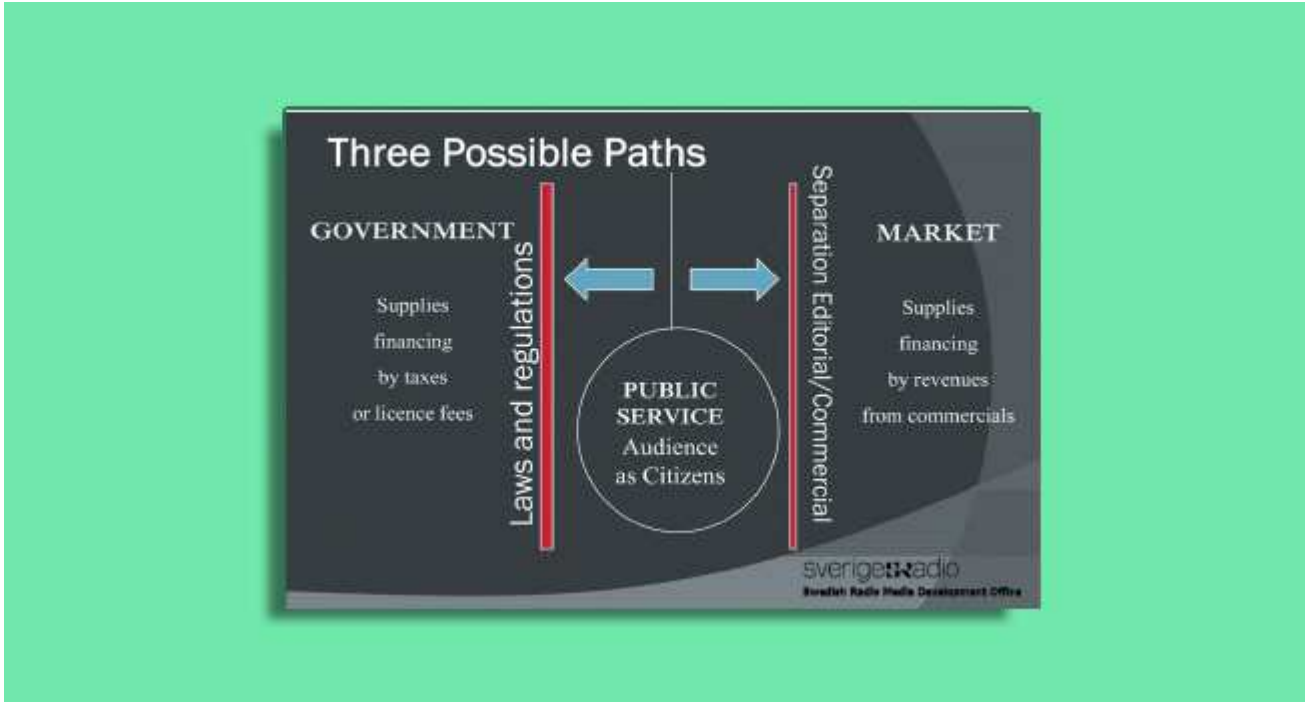 Three Possible Paths
GOVERNMENT
Supplies
financing
by taxes
or licence fees
Laws and regulations
PUBLIC
SERVICE
Audience
as Citizens
Separation Editorial/Commercial
MARKET
Supplies
financing
by revenues
from commercials
sverigesradio
Swedish Radio Media Development Office